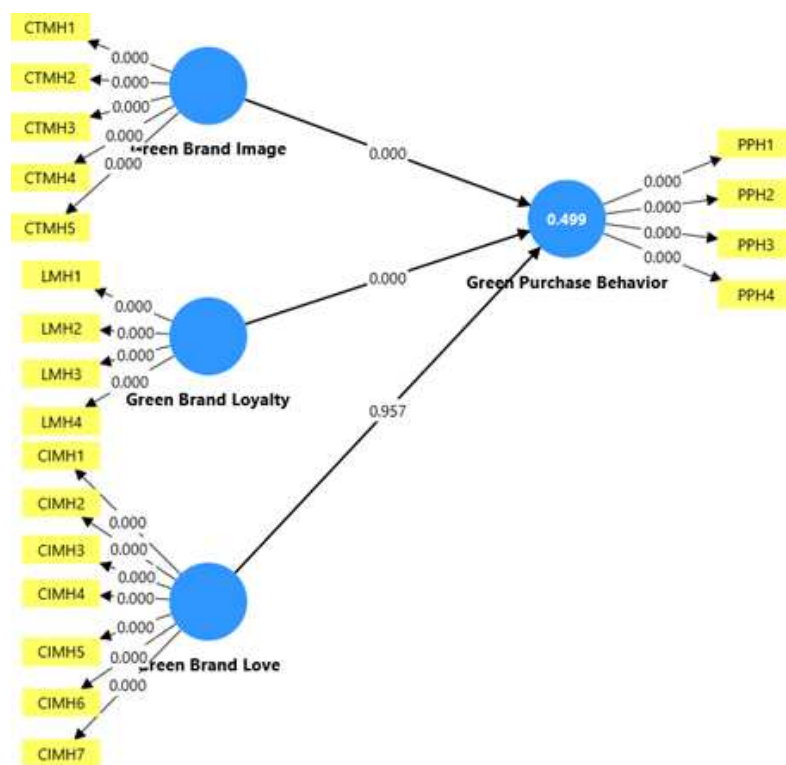 CTMH1
0.000
CTMH2
0.000
CTMH3
0.000
0.000
CTMH4
0.000
CTMH5
Green Brand Image
0.000
LMH1
0.000
LMH2
0.000
LMH3
0.000
0.000
LMH4
Green Brand Loyalty
0.000
CIMH1
0.000
CIMH2
0.000
CIMH3
0.000
CIMH4
0.000
0.000
CIMH5
0.000
CIMH6
0.000
CIMH7
Green Brand Love
0.957
0.499
Green Purchase Behavior
PPH1
0.000
PPH2
0.000
PPH3
0.000
0.000
PPH4